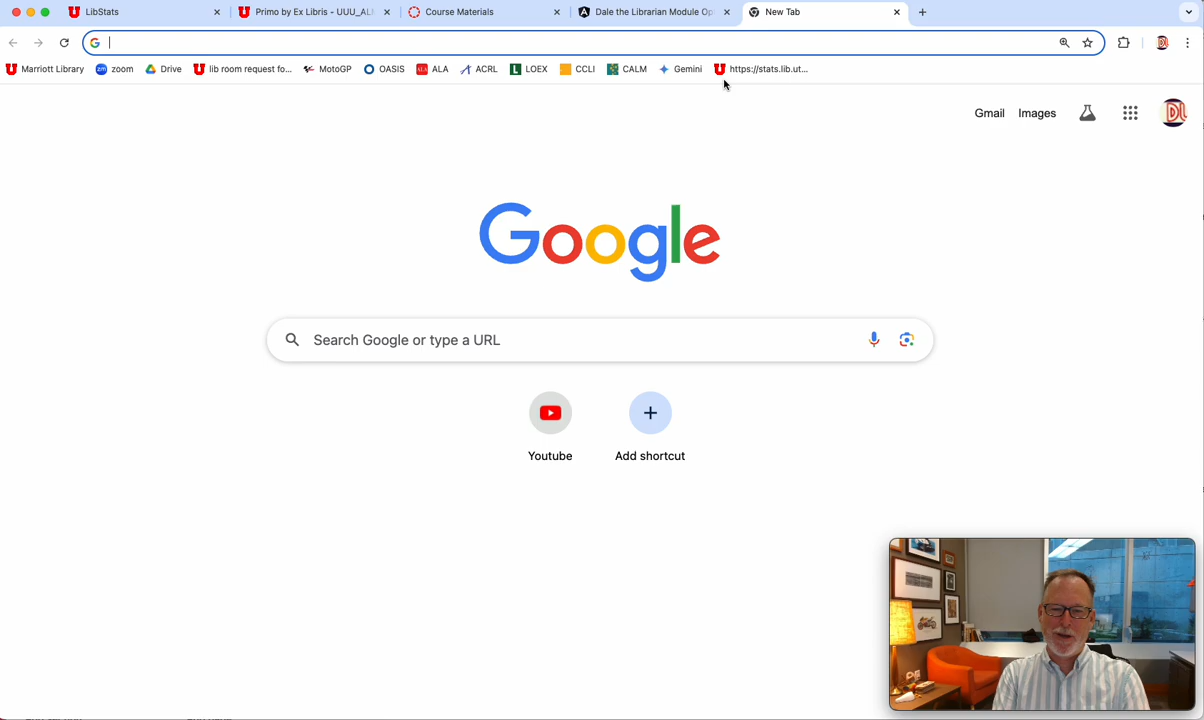 LibStats
Primo by Ex Libris - UUU_AL
Course Materials
Dale the Librarian Module Op
New Tab
Marriott Library
zoom
Drive
lib room request fo...
MotoGP
OASIS
ALA
ACRL
LOEX
CCLI
CALM
Gemini
https://stats.lib.ut...
Gmail
Images
DL
Google
Search Google or type a URL
Youtube
Add shortcut